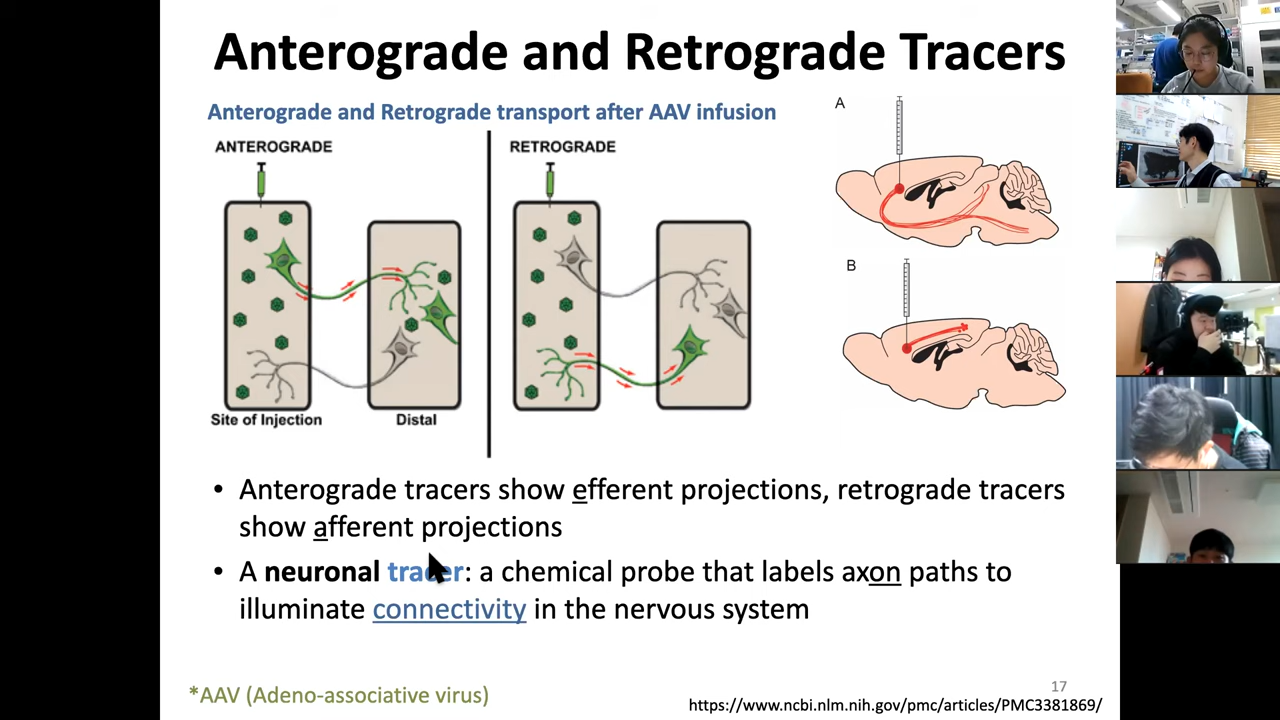 Anterograde and Retrograde Tracers
Anterograde and Retrograde transport after AAV infusion
ANTEROGRADE
RETROGRADE
Site of Injection
Distal
A
B
• Anterograde tracers show efferent projections, retrograde tracers
show afferent projections
• A neuronal tracer: a chemical probe that labels axon paths to
illuminate connectivity in the nervous system
*AAV (Adeno-associative virus)
17
https://www.ncbi.nlm.nih.gov/pmc/articles/PMC3381869/